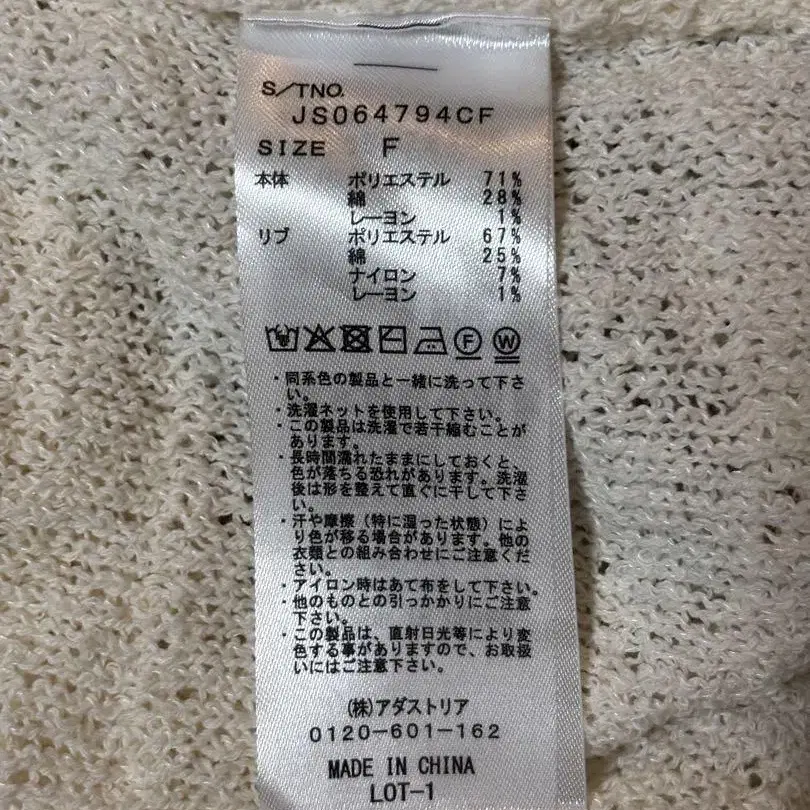 S/TNO.
JS064794CF
SIZE F
本体 ポリエステル 71%
綿 28%
レーヨン 1%
リブ ポリエステル 67%
綿 25%
ナイロン 7%
レーヨン 1%
F W
・同系色の製品と一緒に洗って下さ
い。
・洗濯ネットを使用して下さい。
・この製品は洗濯で若干縮むことが
あります。
・長時間濡れたままにしておくと、
色が落ちる恐れがあります。洗濯
後は形を整えて直ぐに干して下さ
い。
・汗や摩擦（特に湿った状態）によ
り色が移る場合があります。他の
衣類との組み合わせにご注意くだ
さい。
・アイロン時はあて布をして下さい。
・他のものとの引っかかりにご注意
下さい。
・この製品は、直射日光等により変
色する事がありますので、お取扱
いにはご注意下さい。
(株)アダストリア
0120-601-162
MADE IN CHINA
LOT-1